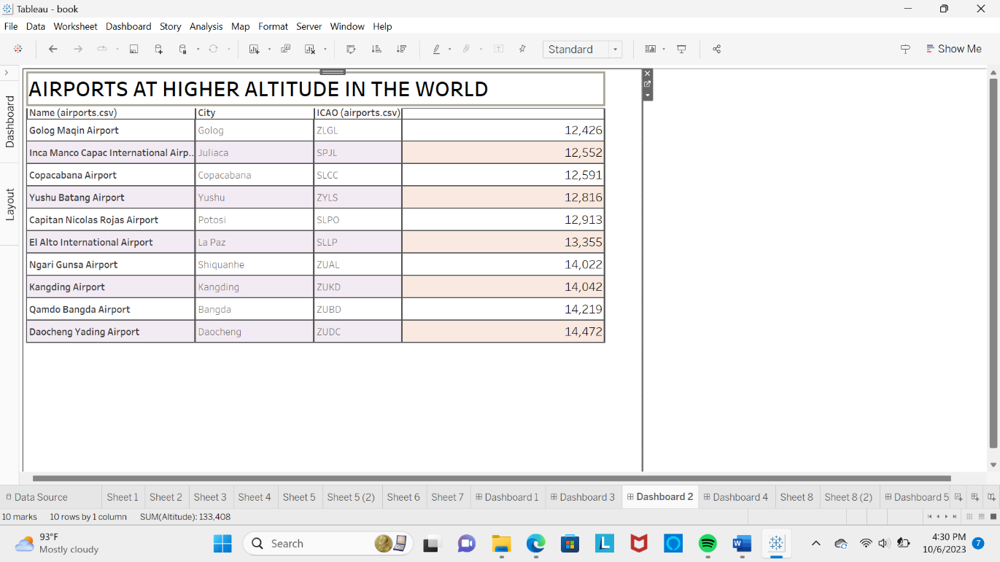 Tableau - book
File Data Worksheet Dashboard Story Analysis Map Format Server Window Help
Standard Show Me
Dashboard
Layout
AIRPORTS AT HIGHER ALTITUDE IN THE WORLD
Name (airports.csv) City ICAO (airports.csv)
Golog Maqin Airport Golog ZLGL 12,426
Inca Manco Capac International Airp.. Juliaca SPJL 12,552
Copacabana Airport Copacabana SLCC 12,591
Yushu Batang Airport Yushu ZYLS 12,816
Capitan Nicolas Rojas Airport Potosi SLPO 12,913
El Alto International Airport La Paz SLLP 13,355
Ngari Gunsa Airport Shiquanhe ZUAL 14,022
Kangding Airport Kangding ZUKD 14,042
Qamdo Bangda Airport Bangda ZUBD 14,219
Daocheng Yading Airport Daocheng ZUDC 14,472
Data Source Sheet 1 Sheet 2 Sheet 3 Sheet 4 Sheet 5 Sheet 5 (2) Sheet 6 Sheet 7 Dashboard 1 Dashboard 3 Dashboard 2 Dashboard 4 Sheet 8 Sheet 8 (2) Dashboard 5
10 marks 10 rows by 1 column SUM(Altitude): 133,408
93°F
Mostly cloudy
Search
L
W
4:30 PM
10/6/2023
7